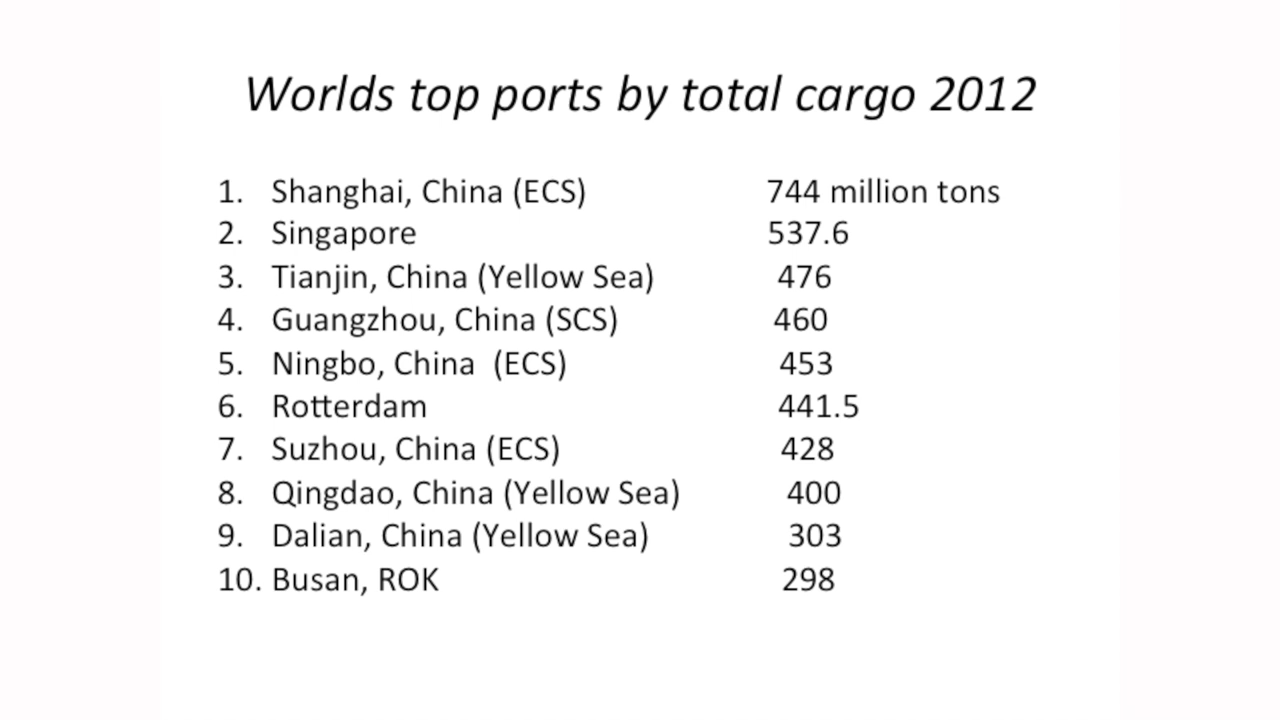 Worlds top ports by total cargo 2012
1. Shanghai, China (ECS) 744 million tons
2. Singapore 537.6
3. Tianjin, China (Yellow Sea) 476
4. Guangzhou, China (SCS) 460
5. Ningbo, China (ECS) 453
6. Rotterdam 441.5
7. Suzhou, China (ECS) 428
8. Qingdao, China (Yellow Sea) 400
9. Dalian, China (Yellow Sea) 303
10. Busan, ROK 298